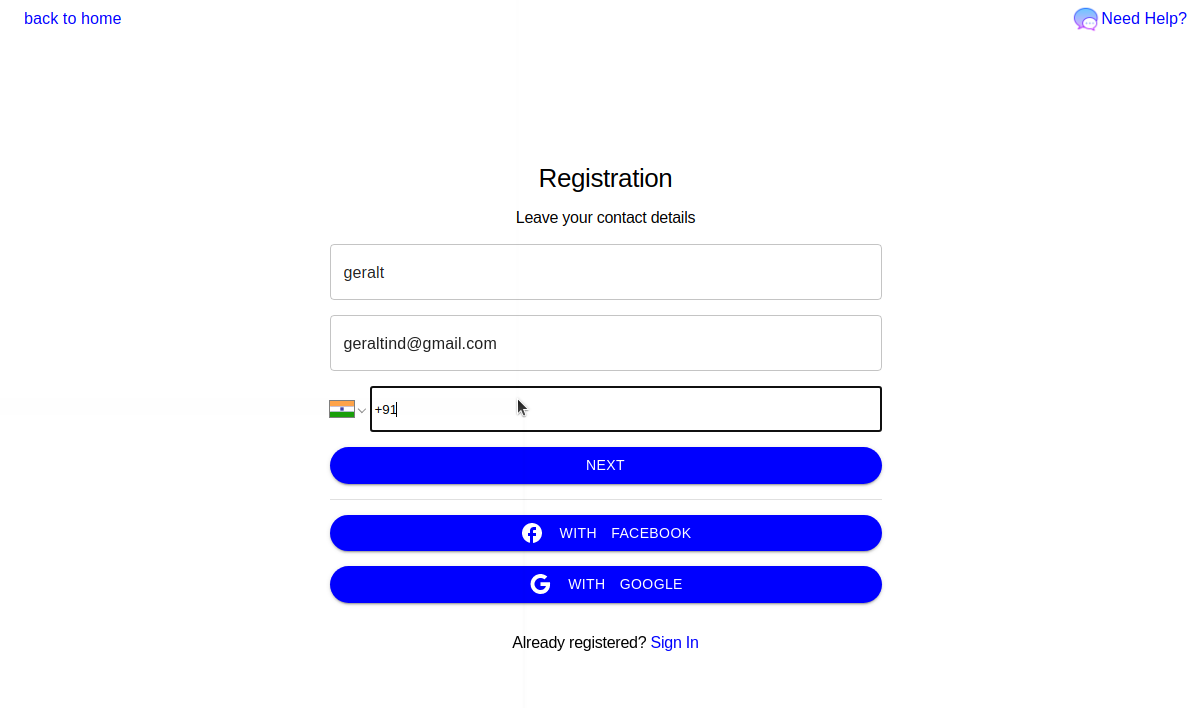 back to home
Need Help?
Registration
Leave your contact details
geralt
geraltind@gmail.com
+91
NEXT
WITH FACEBOOK
WITH GOOGLE
Already registered? Sign In